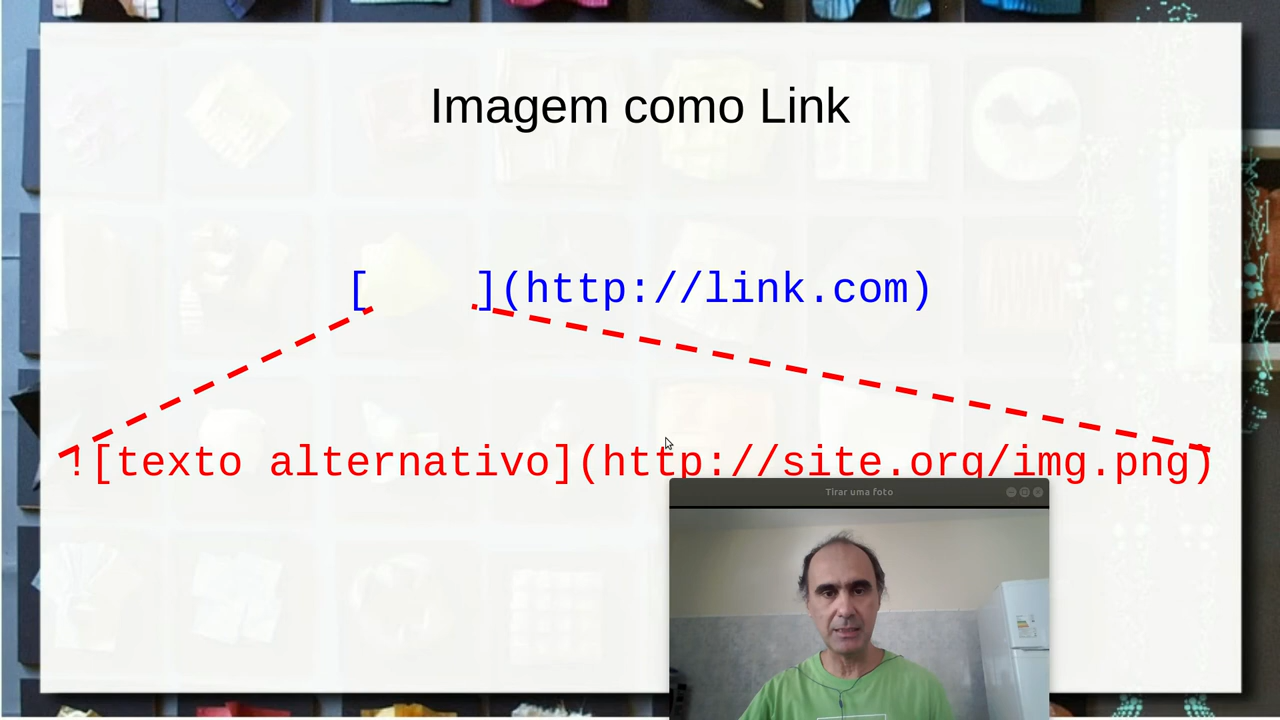 Imagem como Link
[    ](http://link.com)
![texto alternativo](http://site.org/img.png)
Tirar uma foto